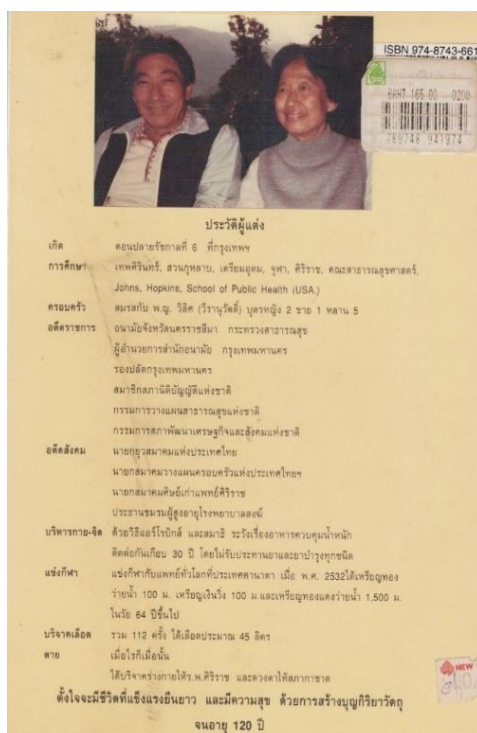 ISBN 974-8743-661
BAHT 165.00 0200
789748 941974
ประวัติผู้แต่ง
เกิด ตอนปลายรัชกาลที่ 6 ที่กรุงเทพฯ
การศึกษา เทพศิรินทร์, สวนกุหลาบ, เตรียมอุดม, จุฬา, ศิริราช, คณะสาธารณสุขศาสตร์,
Johns, Hopkins, School of Public Health (USA.)
ครอบครัว สมรสกับ พ.ญ. วิลิศ (วีรานุวัตติ์) บุตรหญิง 2 ชาย 1 หลาน 5
อดีตราชการ อนามัยจังหวัดนครราชสีมา กระทรวงสาธารณสุข
ผู้อำนวยการสำนักอนามัย กรุงเทพมหานคร
รองปลัดกรุงเทพมหานคร
สมาชิกสภานิติบัญญัติแห่งชาติ
กรรมการวางแผนสาธารณสุขแห่งชาติ
กรรมการสภาพัฒนาเศรษฐกิจและสังคมแห่งชาติ
อดีตสังคม นายกยุวสมาคมแห่งประเทศไทย
นายกสมาคมวางแผนครอบครัวแห่งประเทศไทยฯ
นายกสมาคมศิษย์เก่าแพทย์ศิริราช
ประธานชมรมผู้สูงอายุโรงพยาบาลสงฆ์
บริหารกาย-จิต ด้วยวิธีแอร์โรบิกส์ และสมาธิ ระวังเรื่องอาหารควบคุมน้ำหนัก
ติดต่อกันเกือบ 30 ปี โดยไม่รับประทานยาและยาบำรุงทุกชนิด
แข่งกีฬา แข่งกีฬากับแพทย์ทั่วโลกที่ประเทศคานาดา เมื่อ พ.ศ. 2532ได้เหรียญทอง
ว่ายน้ำ 100 ม. เหรียญเงินวิ่ง 100 ม.และเหรียญทองแดงว่ายน้ำ 1,500 ม.
ในวัย 64 ปีขึ้นไป
บริจาคเลือด รวม 112 ครั้ง ได้เลือดประมาณ 45 ลิตร
ตาย เมื่อไรก็เมื่อนั้น
ได้บริจาคร่างกายให้ร.พ.ศิริราช และดวงตาให้สภากาชาด
ตั้งใจจะมีชีวิตที่แข็งแรงยืนยาว และมีความสุข ด้วยการสร้างบุญกิริยาวัตถุ
จนอายุ 120 ปี
NEW